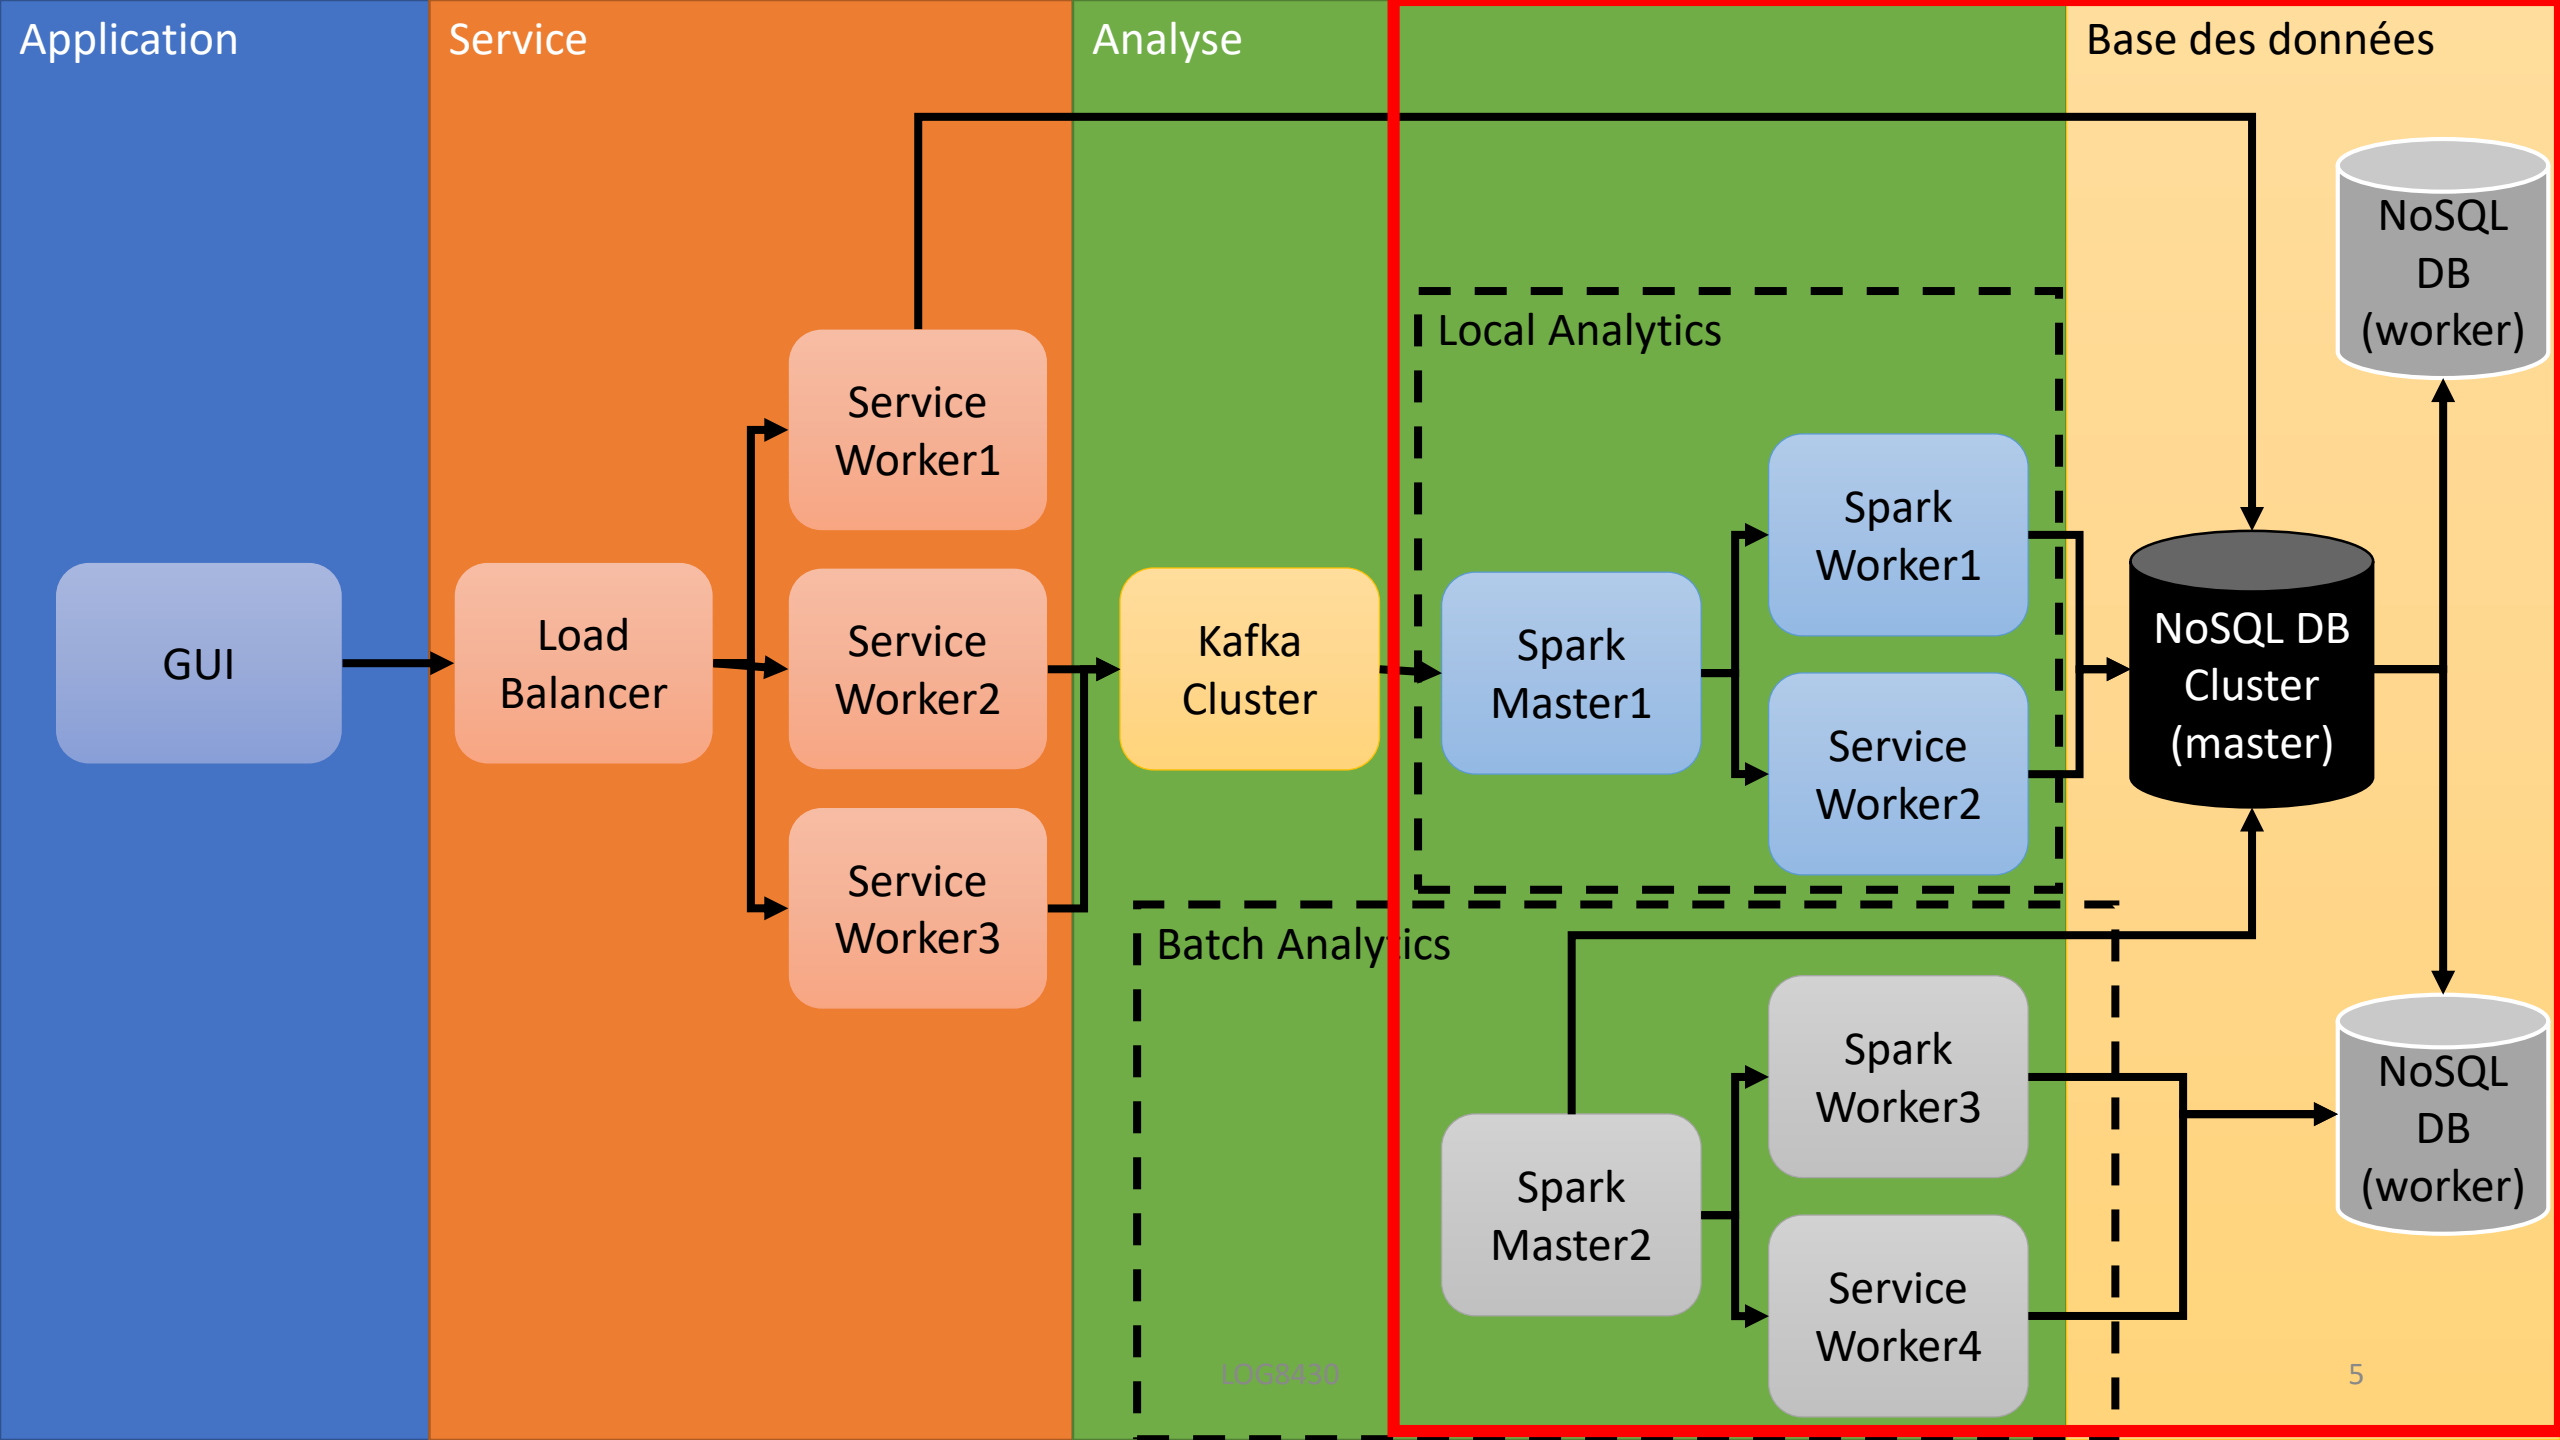 Application
Service
Analyse
Base des données
GUI
Load
Balancer
Service
Worker1
Service
Worker2
Service
Worker3
Kafka
Cluster
Local Analytics
Spark
Master1
Spark
Worker1
Service
Worker2
Batch Analytics
Spark
Master2
Spark
Worker3
Service
Worker4
NoSQL DB
Cluster
(master)
NoSQL
DB
(worker)
NoSQL
DB
(worker)
LOG8430
5